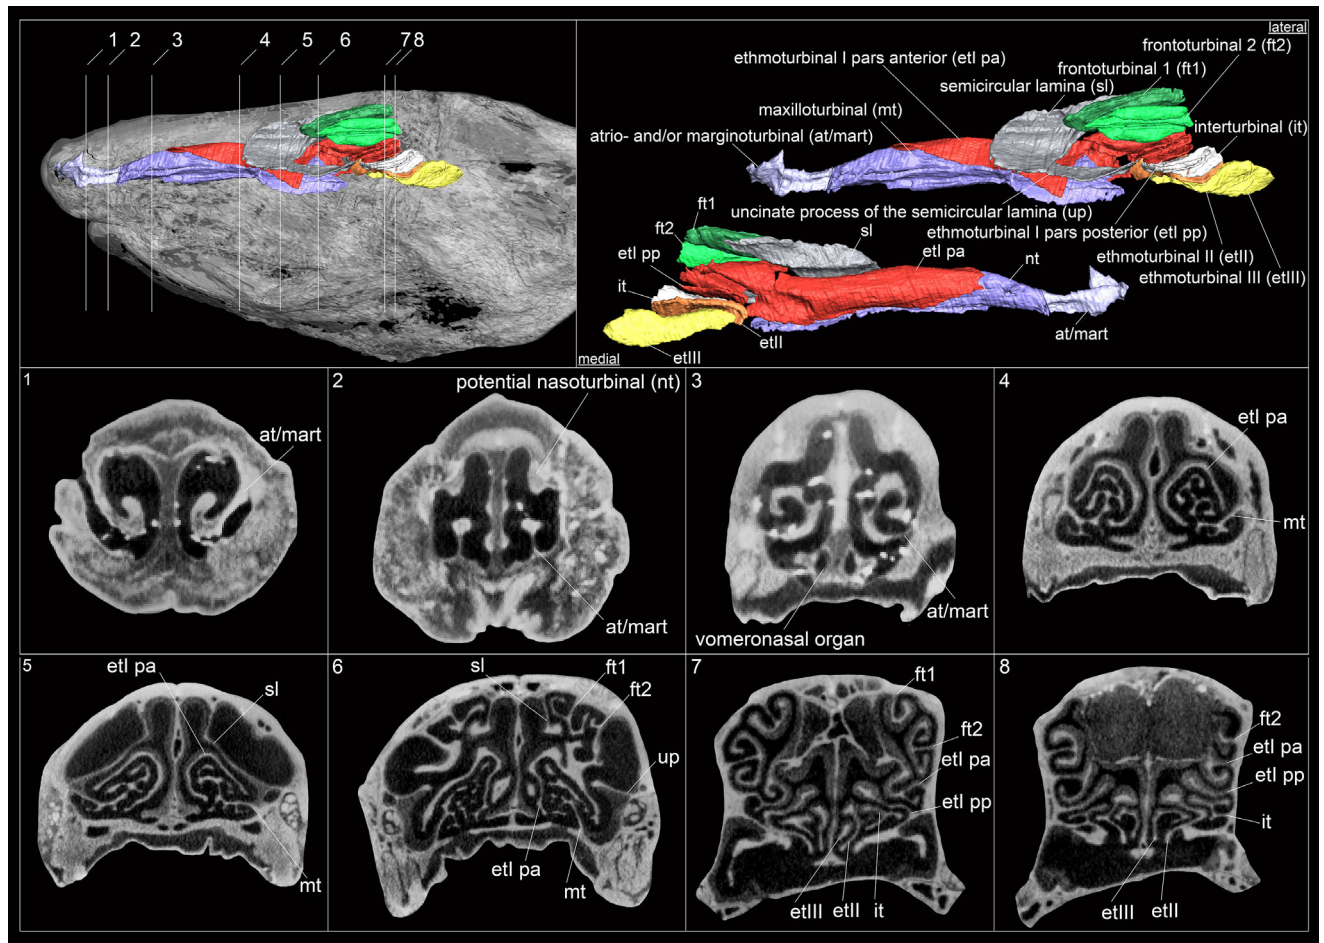 1 2 3 4 5 6 7 8
lateral
frontoturbinal 2 (ft2)
ethmoturbinal I pars anterior (etI pa)
frontoturbinal 1 (ft1)
semicircular lamina (sl)
maxilloturbinal (mt)
interturbinal (it)
atrio- and/or marginoturbinal (at/mart)
uncinate process of the semicircular lamina (up)
ft1
sl
ethmoturbinal I pars posterior (etI pp)
ft2
etI pa
etI pp
nt
ethmoturbinal II (etII)
it
ethmoturbinal III (etIII)
at/mart
etII
medial
etIII
1
at/mart
2
potential nasoturbinal (nt)
at/mart
3
at/mart
vomeronasal organ
4
etI pa
mt
5
etI pa
sl
mt
6
sl
ft1
ft2
up
etI pa
mt
7
ft1
ft2
etI pa
etI pp
etIII
etII
it
8
ft2
etI pa
etI pp
it
etIII
etII